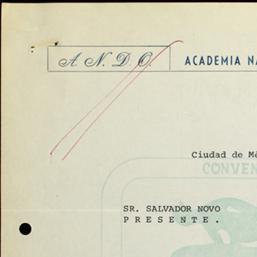 A. N. D. O. ACADEMIA NA
Ciudad de Mé
CONVEN
SR. SALVADOR NOVO
P R E S E N T E .